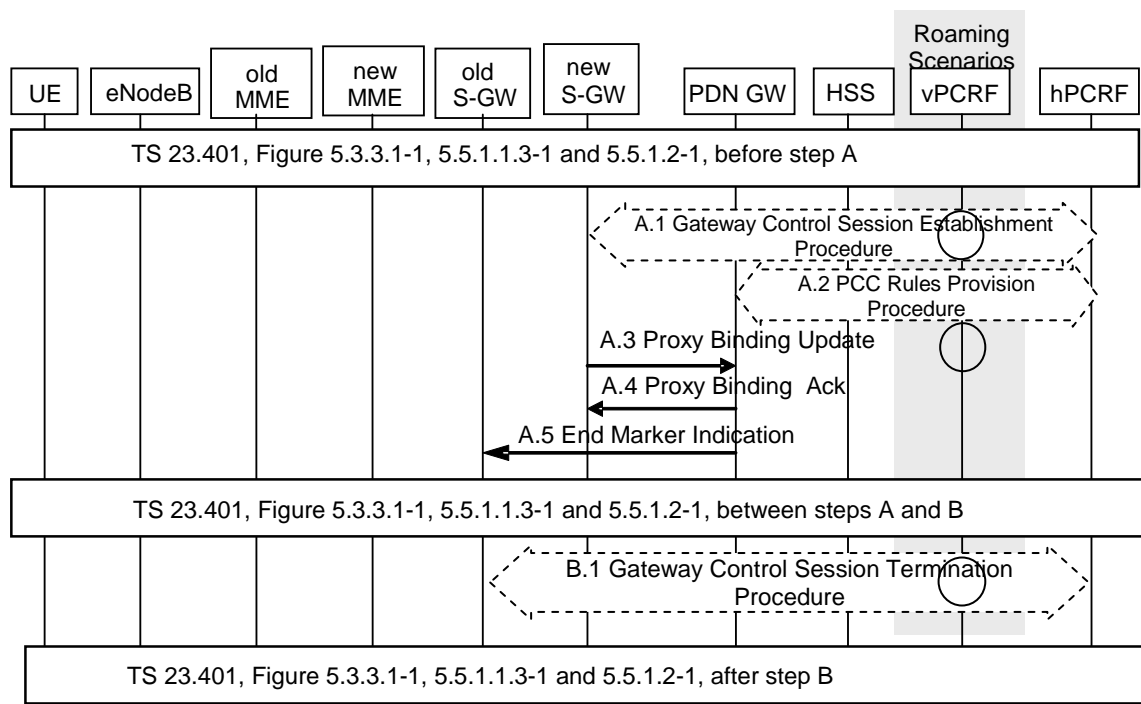 Roaming
Scenarios
UE
eNodeB
old
MME
new
MME
old
S-GW
new
S-GW
PDN GW
HSS
vPCRF
hPCRF
TS 23.401, Figure 5.3.3.1-1, 5.5.1.1.3-1 and 5.5.1.2-1, before step A
A.1 Gateway Control Session Establishment
Procedure
A.2 PCC Rules Provision
Procedure
A.3 Proxy Binding Update
A.4 Proxy Binding Ack
A.5 End Marker Indication
TS 23.401, Figure 5.3.3.1-1, 5.5.1.1.3-1 and 5.5.1.2-1, between steps A and B
B.1 Gateway Control Session Termination
Procedure
TS 23.401, Figure 5.3.3.1-1, 5.5.1.1.3-1 and 5.5.1.2-1, after step B